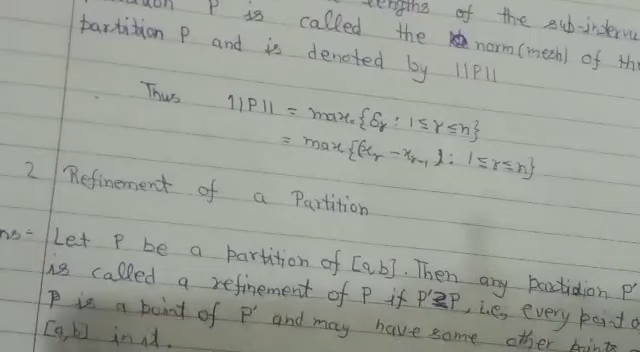 P is called the lengths of the sub-interv
partition P and is denoted by ||P|| norm (mesh) of th
Thus ||P|| = max. {δr : 1≤r≤n}
= max {(xr - xr-1) : 1≤r≤n}
2 Refinement of a Partition
ns = Let P be a partition of [a,b]. Then any partition P'
is called a refinement of P if P'⊇P, i.e, every point o
P is a point of P' and may have some other points
[a,b] in it.